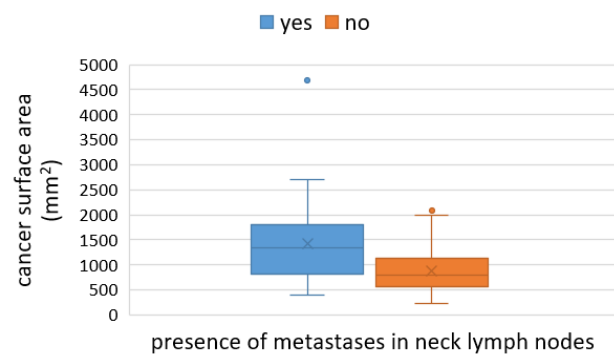 yes no
5000
4500
4000
3500
3000
2500
2000
1500
1000
500
0
cancer surface area
(mm²)
presence of metastases in neck lymph nodes